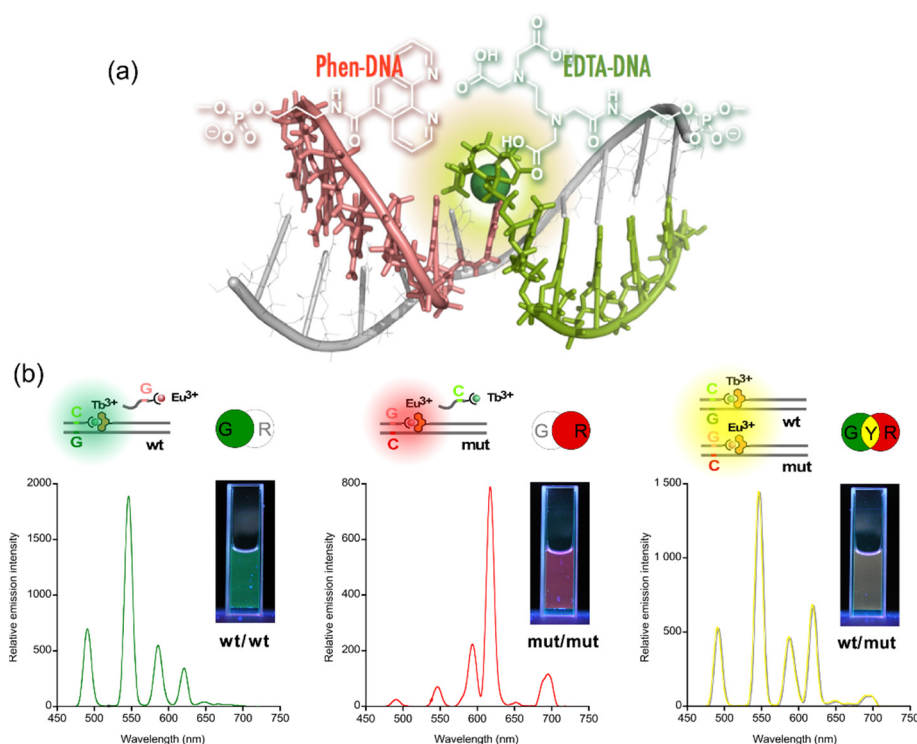 (a)
Phen-DNA
EDTA-DNA
OH
O
OH
O
N
N
O
P
O
O
⊖
H
N
O
N
N
HO
O
O
H
N
O
P
O
O
⊖
(b)
G
Eu3+
C
Tb3+
G
wt
G
R
Eu3+
G
C
mut
C
Tb3+
G
R
Tb3+
C
G
wt
Eu3+
G
C
mut
G
Y
R
Relative emission intensity
2000
1500
1000
500
0
450
500
550
600
650
700
750
Wavelength (nm)
wt/wt
Relative emission intensity
800
600
400
200
0
450
500
550
600
650
700
750
Wavelength (nm)
mut/mut
Relative emission intensity
1 500
1 000
500
0
450
500
550
600
650
700
750
Wavelength (nm)
wt/mut